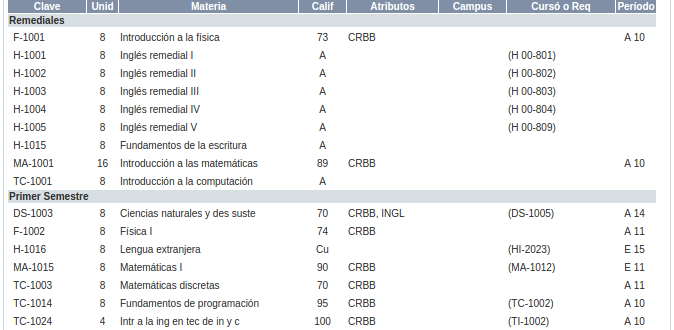 Clave Unid Materia Calif Atributos Campus Cursó o Req Período
Remediales
F-1001 8 Introducción a la física 73 CRBB A 10
H-1001 8 Inglés remedial I A (H 00-801)
H-1002 8 Inglés remedial II A (H 00-802)
H-1003 8 Inglés remedial III A (H 00-803)
H-1004 8 Inglés remedial IV A (H 00-804)
H-1005 8 Inglés remedial V A (H 00-809)
H-1015 8 Fundamentos de la escritura A
MA-1001 16 Introducción a las matemáticas 89 CRBB A 10
TC-1001 8 Introducción a la computación A
Primer Semestre
DS-1003 8 Ciencias naturales y des suste 70 CRBB, INGL (DS-1005) A 14
F-1002 8 Física I 74 CRBB A 11
H-1016 8 Lengua extranjera Cu (HI-2023) E 15
MA-1015 8 Matemáticas I 90 CRBB (MA-1012) E 11
TC-1003 8 Matemáticas discretas 70 CRBB A 11
TC-1014 8 Fundamentos de programación 95 CRBB (TC-1002) A 10
TC-1024 4 Intr a la ing en tec de in y c 100 CRBB (TI-1002) A 10